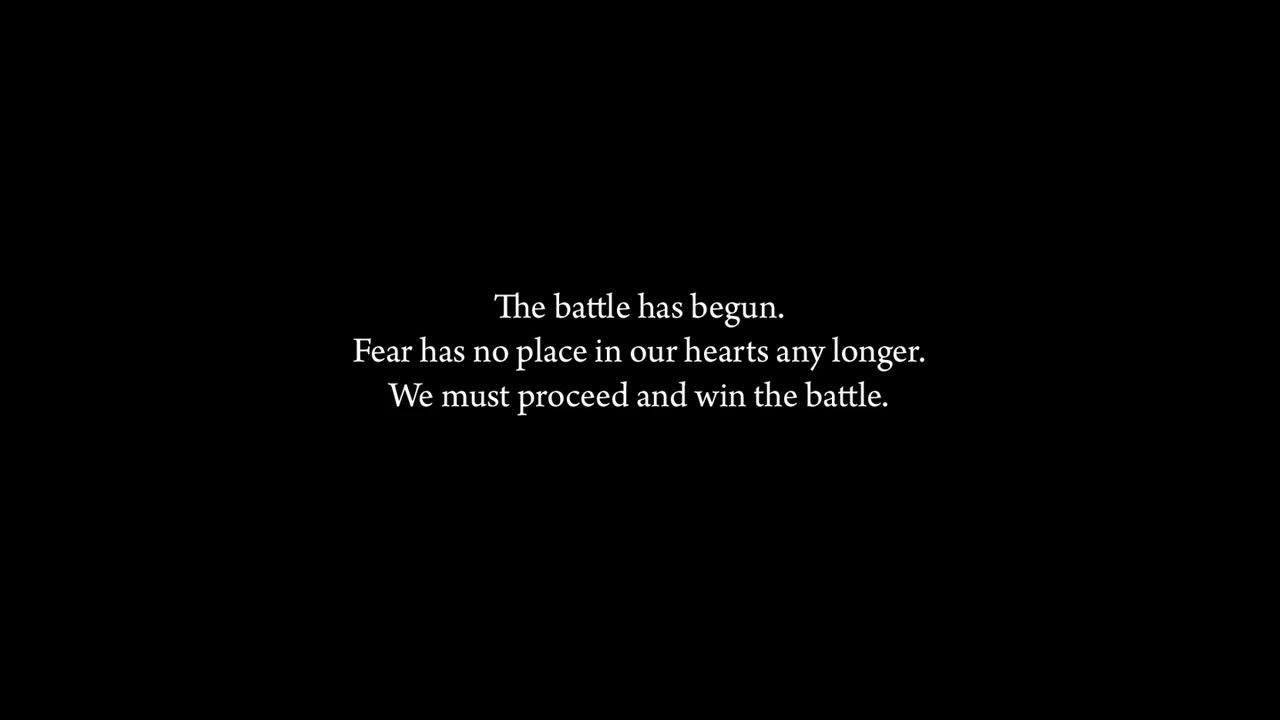 The battle has begun.
Fear has no place in our hearts any longer.
We must proceed and win the battle.